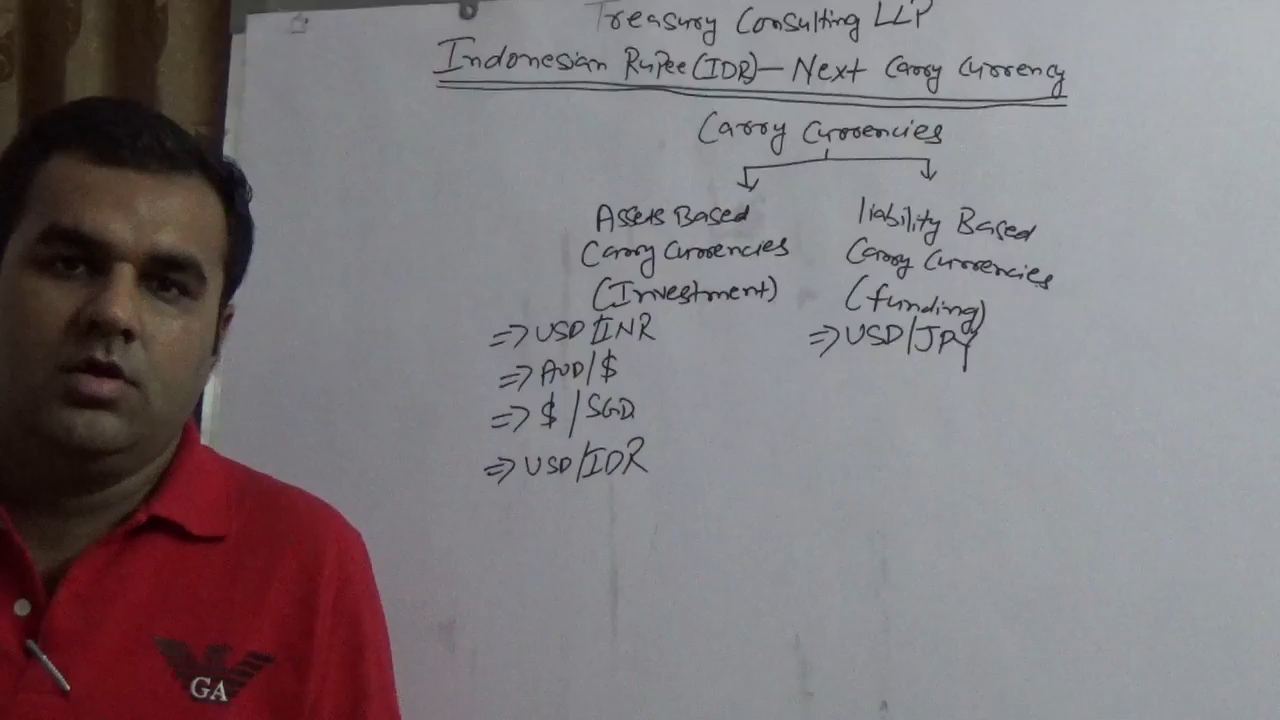 Treasury Consulting LLP
Indonesian Rupee (IDR) - Next Carry Currency
Carry Currencies
Assets Based
Carry Currencies
(Investment)
=> USD/INR
=> AUD/$
=> $/SGD
=> USD/IDR
liability Based
Carry Currencies
(funding)
=> USD/JPY
GA